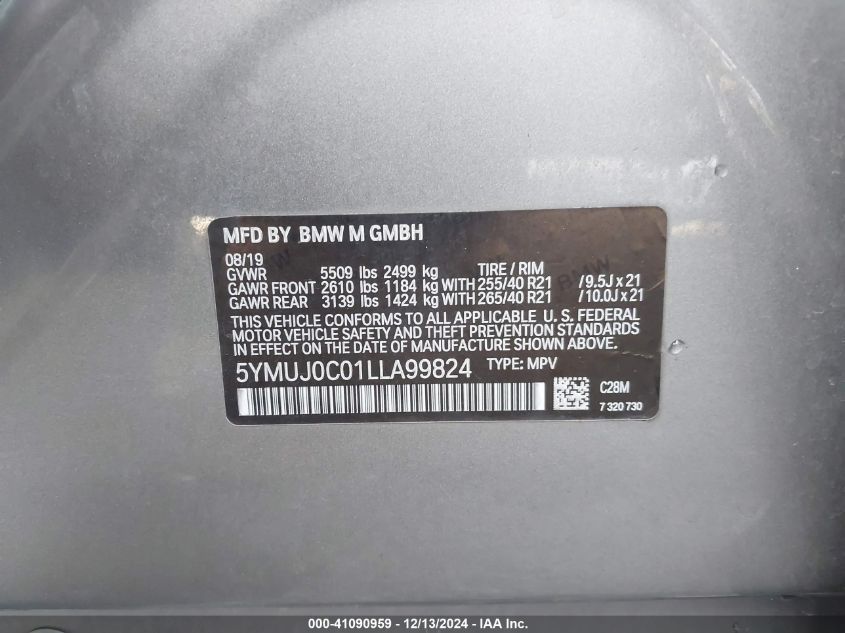 MFD BY BMW M GMBH
08/19
GVWR 5509 lbs 2499 kg TIRE / RIM
GAWR FRONT 2610 lbs 1184 kg WITH 255/40 R21 / 9.5J x 21
GAWR REAR 3139 lbs 1424 kg WITH 265/40 R21 / 10.0J x 21
THIS VEHICLE CONFORMS TO ALL APPLICABLE U. S. FEDERAL
MOTOR VEHICLE SAFETY AND THEFT PREVENTION STANDARDS
IN EFFECT ON THE DATE OF MANUFACTURE SHOWN ABOVE.
5YMUJ0C01LLA99824 TYPE: MPV
C28M
7 320 730
000-41090959 - 12/13/2024 - IAA Inc.